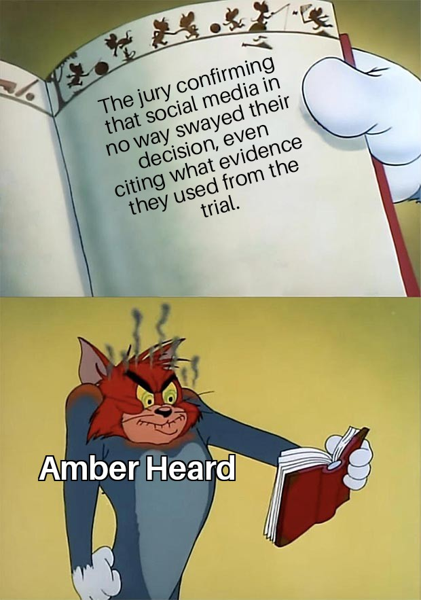 The jury confirming
that social media in
no way swayed their
decision, even
citing what evidence
they used from the
trial.
Amber Heard